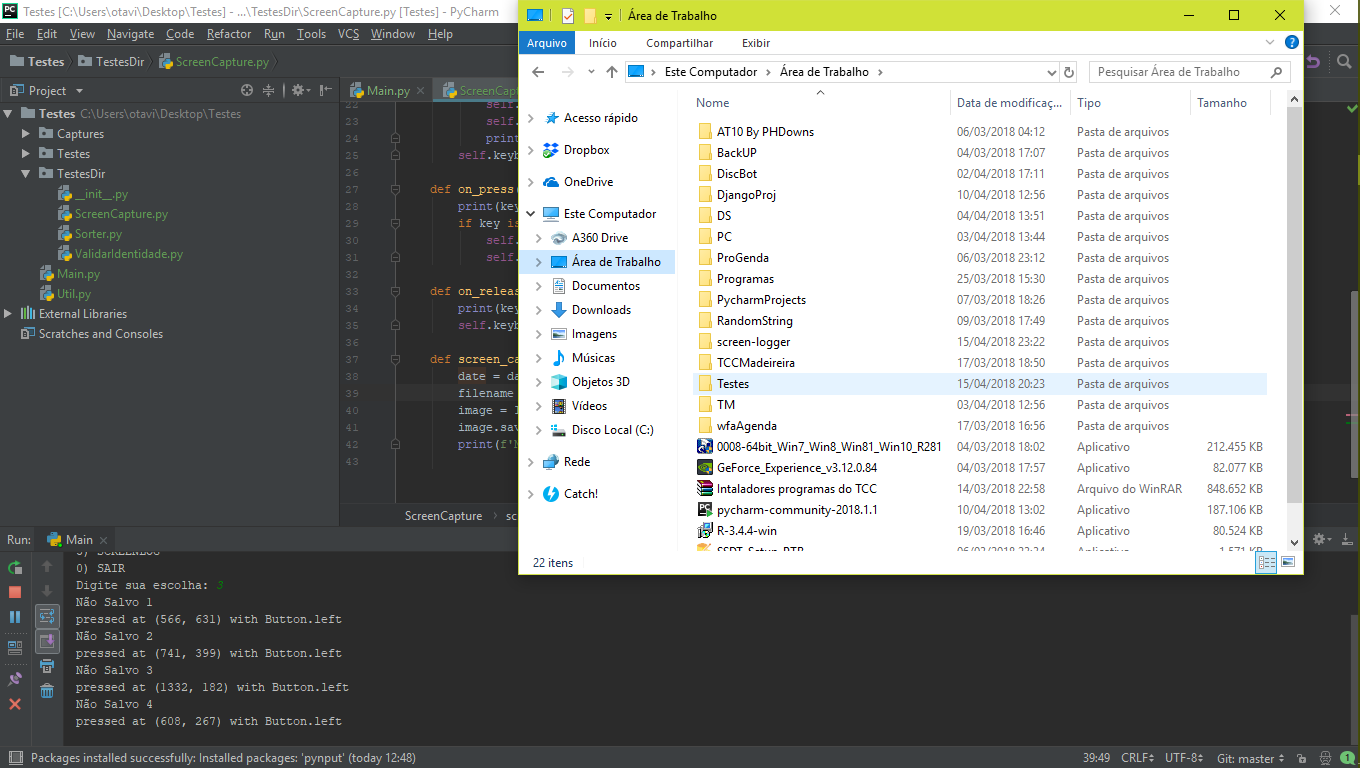 Testes [C:\Users\otavi\Desktop\Testes] - ...\TestesDir\ScreenCapture.py [Testes] - PyCharm
File Edit View Navigate Code Refactor Run Tools VCS Window Help
Testes TestesDir ScreenCapture.py
Project
Testes C:\Users\otavi\Desktop\Testes
Captures
Testes
TestesDir
__init__.py
ScreenCapture.py
Sorter.py
ValidarIdentidade.py
Main.py
Util.py
External Libraries
Scratches and Consoles
Main.py ScreenCap
22 self.
23 self.
24 print
25 self.keyb
26
27 def on_press(
28 print(key
29 if key is
30 self.
31 self.
32
33 def on_releas
34 print(key
35 self.keyb
36
37 def screen_ca
38 date = da
39 filename
40 image =
41 image.sav
42 print(f'
43
ScreenCapture sc
Área de Trabalho
Arquivo Início Compartilhar Exibir
Este Computador Área de Trabalho
Pesquisar Área de Trabalho
Acesso rápido
Dropbox
OneDrive
Este Computador
A360 Drive
Área de Trabalho
Documentos
Downloads
Imagens
Músicas
Objetos 3D
Vídeos
Disco Local (C:)
Rede
Catch!
Nome Data de modificaç... Tipo Tamanho
AT10 By PHDowns 06/03/2018 04:12 Pasta de arquivos
BackUP 04/03/2018 17:07 Pasta de arquivos
DiscBot 02/04/2018 17:11 Pasta de arquivos
DjangoProj 10/04/2018 12:56 Pasta de arquivos
DS 04/04/2018 13:51 Pasta de arquivos
PC 03/04/2018 13:44 Pasta de arquivos
ProGenda 06/03/2018 23:12 Pasta de arquivos
Programas 25/03/2018 15:30 Pasta de arquivos
PycharmProjects 07/03/2018 18:26 Pasta de arquivos
RandomString 09/03/2018 17:49 Pasta de arquivos
screen-logger 15/04/2018 23:22 Pasta de arquivos
TCCMadeireira 17/03/2018 18:50 Pasta de arquivos
Testes 15/04/2018 20:23 Pasta de arquivos
TM 03/04/2018 12:56 Pasta de arquivos
wfaAgenda 17/03/2018 16:56 Pasta de arquivos
0008-64bit_Win7_Win8_Win81_Win10_R281 04/03/2018 18:02 Aplicativo 212.455 KB
GeForce_Experience_v3.12.0.84 04/03/2018 17:57 Aplicativo 82.077 KB
Intaladores programas do TCC 14/03/2018 22:58 Arquivo do WinRAR 848.652 KB
pycharm-community-2018.1.1 10/04/2018 13:02 Aplicativo 187.106 KB
R-3.4.4-win 19/03/2018 16:46 Aplicativo 80.524 KB
22 itens
Run: Main
3) SCREENLOG
0) SAIR
Digite sua escolha: 3
Não Salvo 1
pressed at (566, 631) with Button.left
Não Salvo 2
pressed at (741, 399) with Button.left
Não Salvo 3
pressed at (1332, 182) with Button.left
Não Salvo 4
pressed at (608, 267) with Button.left
Packages installed successfully: Installed packages: 'pynput' (today 12:48) 39:49 CRLF UTF-8 Git: master 1